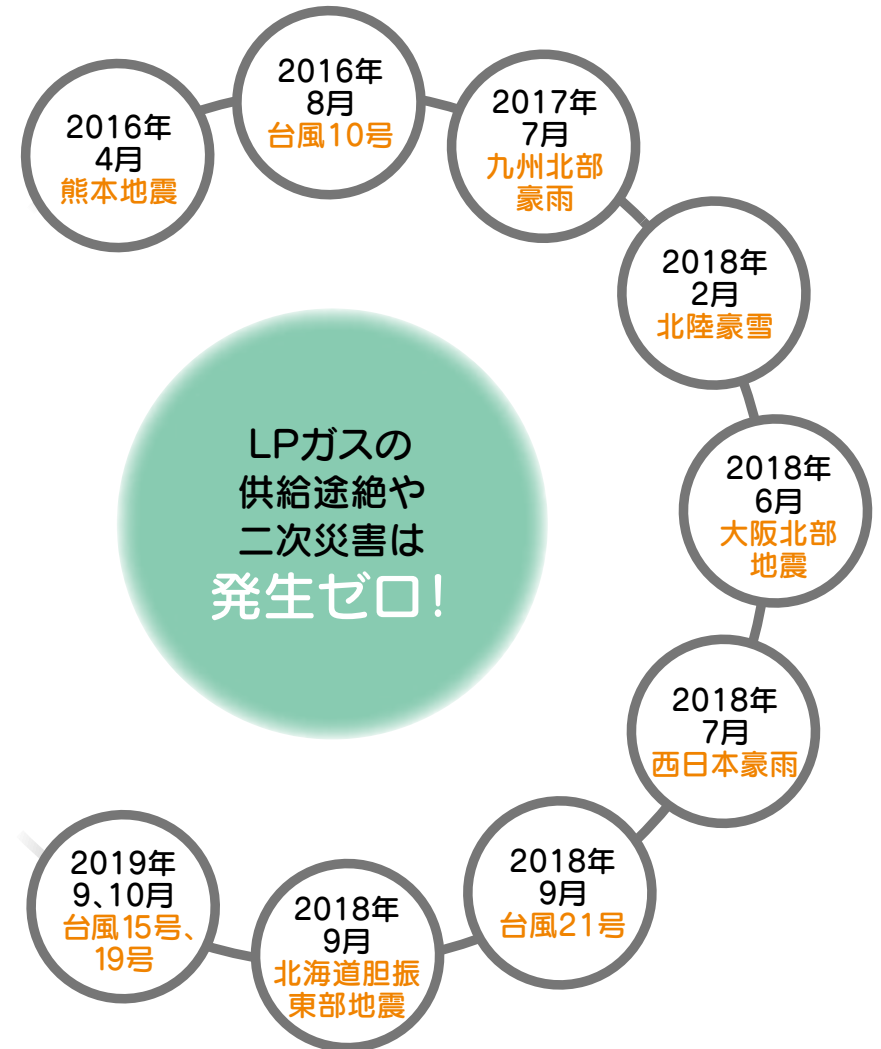 2016年
4月
熊本地震
2016年
8月
台風10号
2017年
7月
九州北部
豪雨
2018年
2月
北陸豪雪
2018年
6月
大阪北部
地震
2018年
7月
西日本豪雨
2018年
9月
台風21号
2018年
9月
北海道胆振
東部地震
2019年
9、10月
台風15号、
19号
LPガスの
供給途絶や
二次災害は
発生ゼロ!